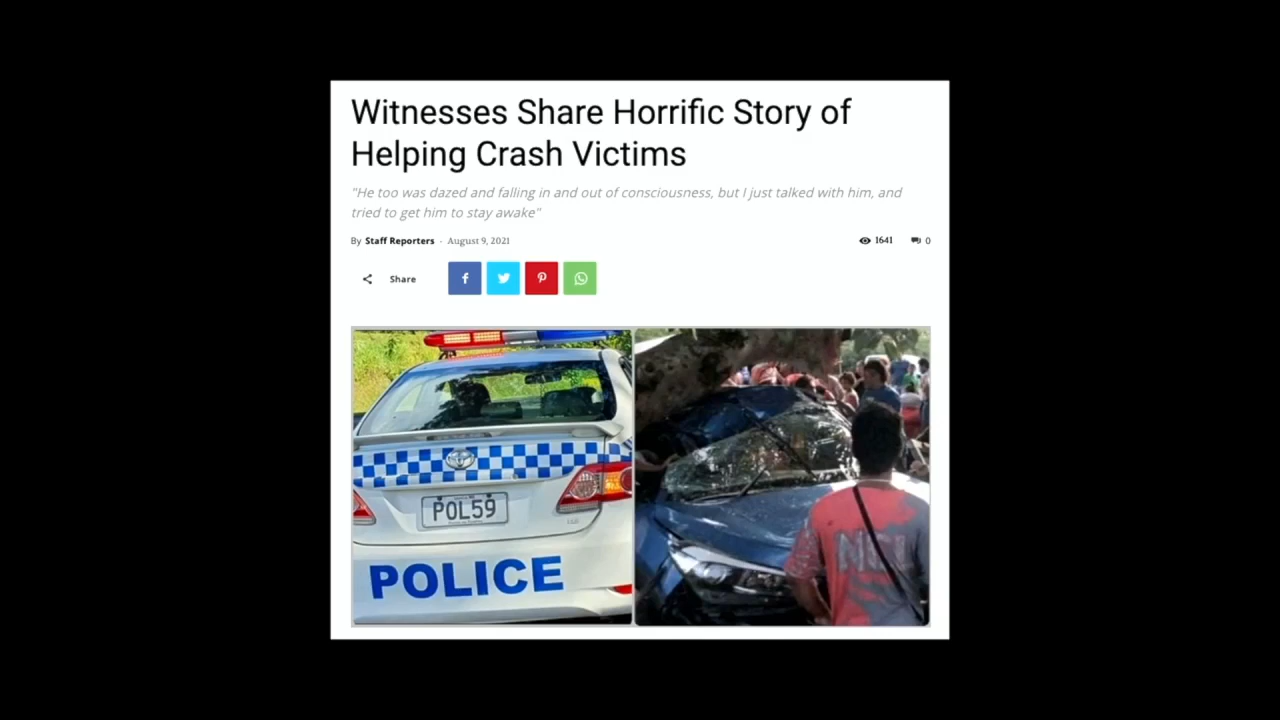 Witnesses Share Horrific Story of
Helping Crash Victims
"He too was dazed and falling in and out of consciousness, but I just talked with him, and
tried to get him to stay awake"
By Staff Reporters - August 9, 2021
1641
0
Share
POL59
POLICE